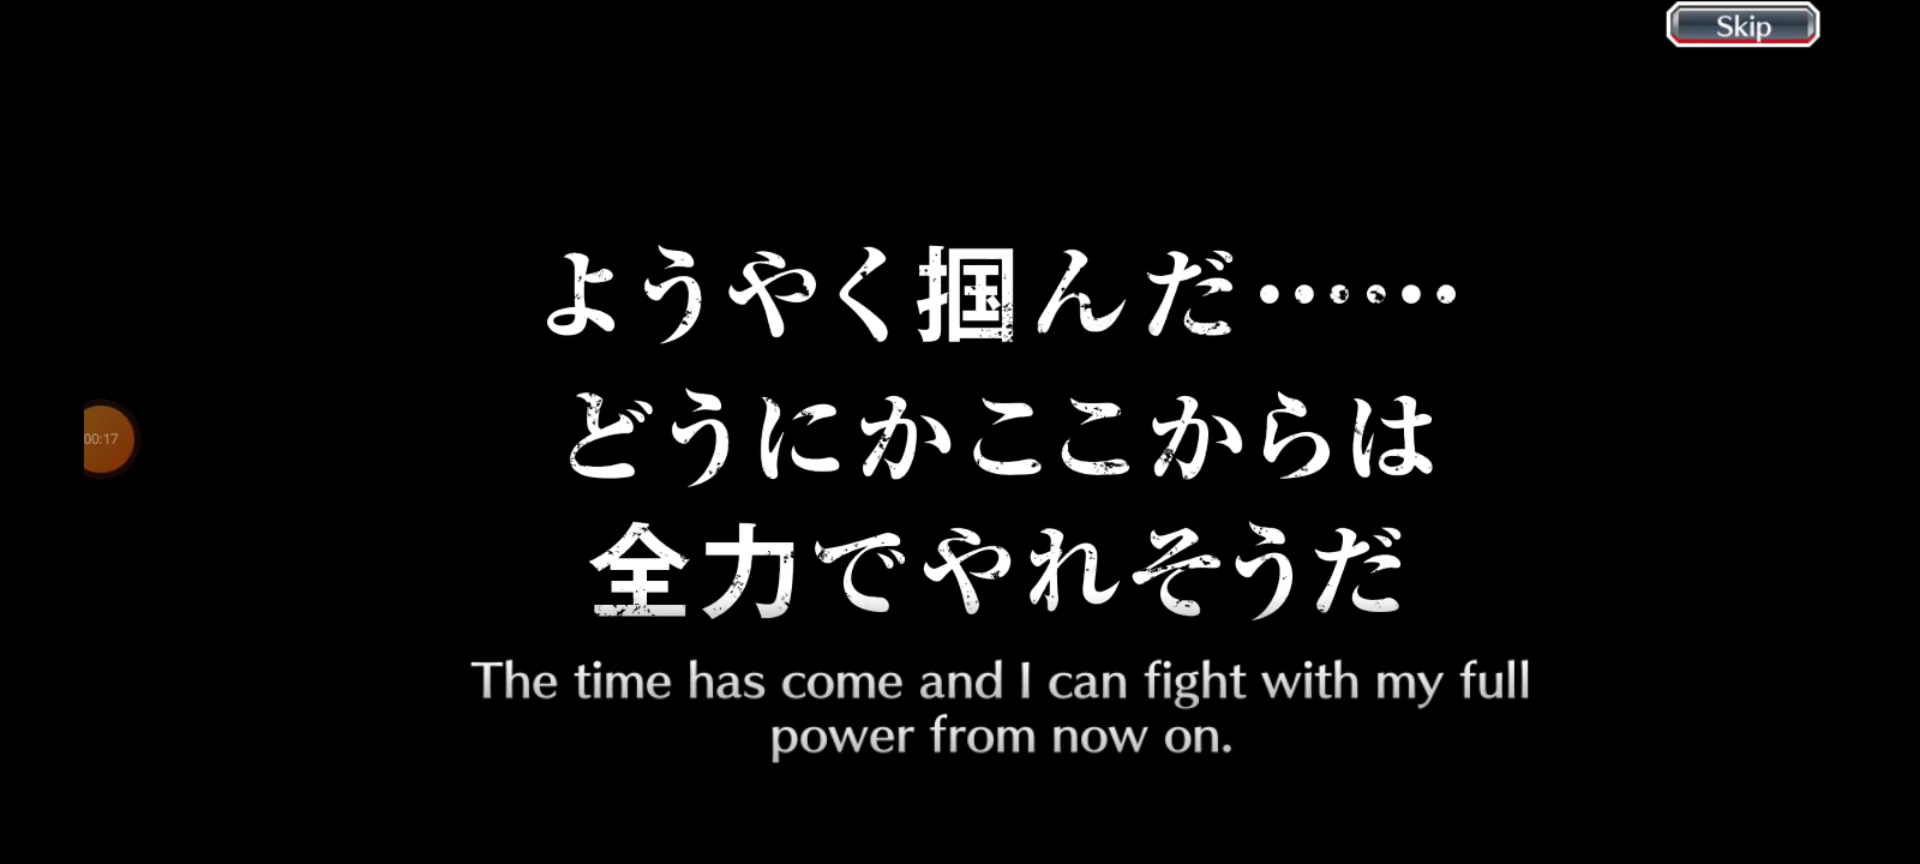 Skip
ようやく掴んだ……
どうにかここからは
00:17
全力でやれそうだ
The time has come and I can fight with my full
power from now on.